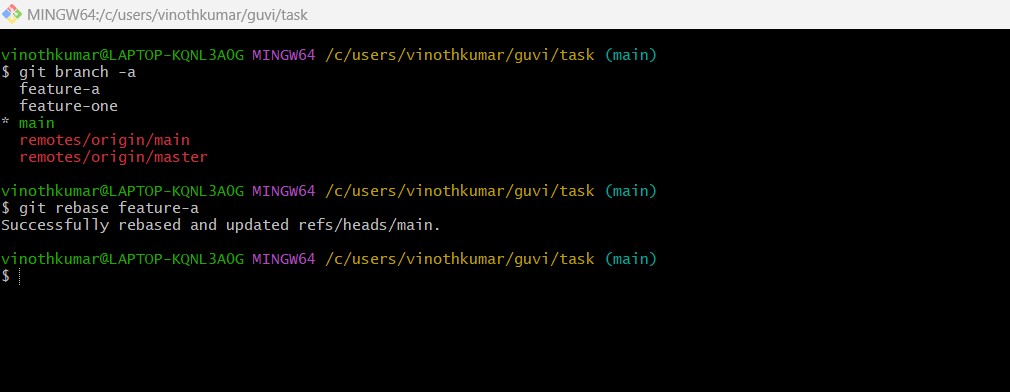 MINGW64:/c/users/vinothkumar/guvi/task
vinothkumar@LAPTOP-KQNL3AOG MINGW64 /c/users/vinothkumar/guvi/task (main)
$ git branch -a
  feature-a
  feature-one
* main
  remotes/origin/main
  remotes/origin/master
vinothkumar@LAPTOP-KQNL3AOG MINGW64 /c/users/vinothkumar/guvi/task (main)
$ git rebase feature-a
Successfully rebased and updated refs/heads/main.
vinothkumar@LAPTOP-KQNL3AOG MINGW64 /c/users/vinothkumar/guvi/task (main)
$